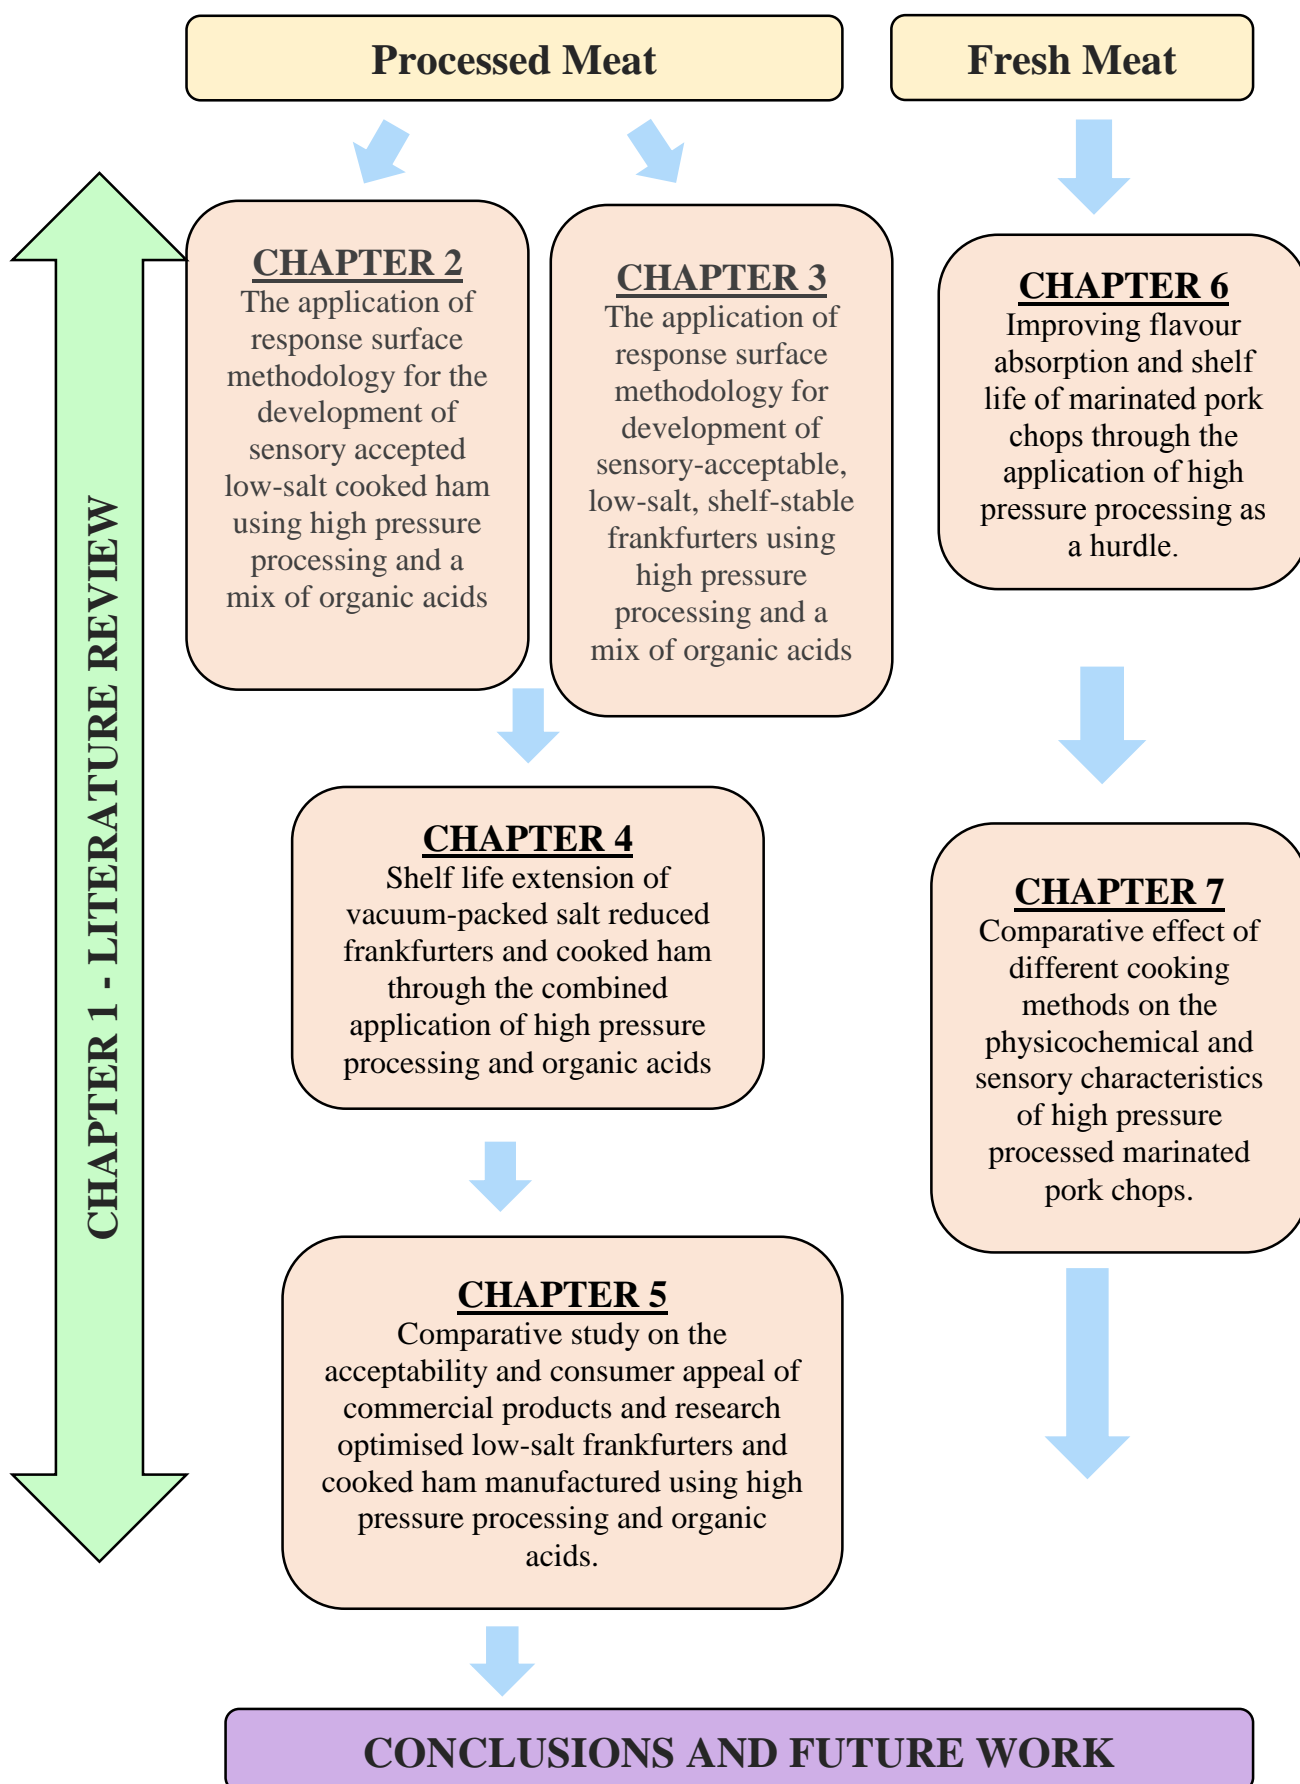 Processed Meat
Fresh Meat
CHAPTER 1 - LITERATURE REVIEW
CHAPTER 2
The application of
response surface
methodology for the
development of
sensory accepted
low-salt cooked ham
using high pressure
processing and a
mix of organic acids
CHAPTER 3
The application of
response surface
methodology for
development of
sensory-acceptable,
low-salt, shelf-stable
frankfurters using
high pressure
processing and a
mix of organic acids
CHAPTER 4
Shelf life extension of
vacuum-packed salt reduced
frankfurters and cooked ham
through the combined
application of high pressure
processing and organic acids
CHAPTER 5
Comparative study on the
acceptability and consumer appeal of
commercial products and research
optimised low-salt frankfurters and
cooked ham manufactured using high
pressure processing and organic
acids.
CHAPTER 6
Improving flavour
absorption and shelf
life of marinated pork
chops through the
application of high
pressure processing as
a hurdle.
CHAPTER 7
Comparative effect of
different cooking
methods on the
physicochemical and
sensory characteristics
of high pressure
processed marinated
pork chops.
CONCLUSIONS AND FUTURE WORK